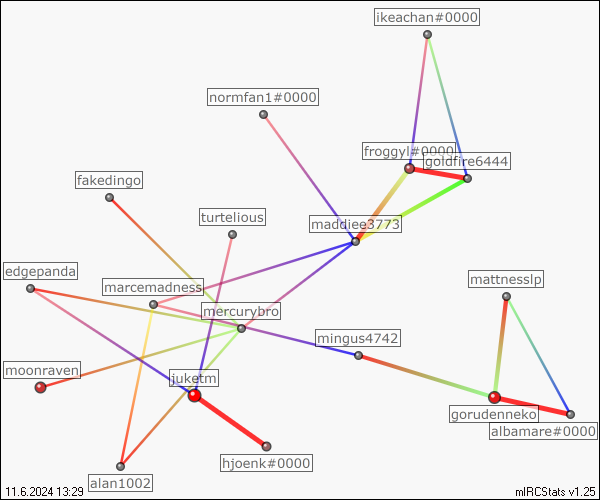 ikeachan#0000
normfan1#0000
froggyl#0000
goldfire6444
fakedingo
turtelious
maddiee3773
edgepanda
marcemadness
mattnesslp
mercurybro
mingus4742
moonraven
juketm
gorudenneko
albamare#0000
hjoenk#0000
alan1002
11.6.2024 13:29
mIRCStats v1.25